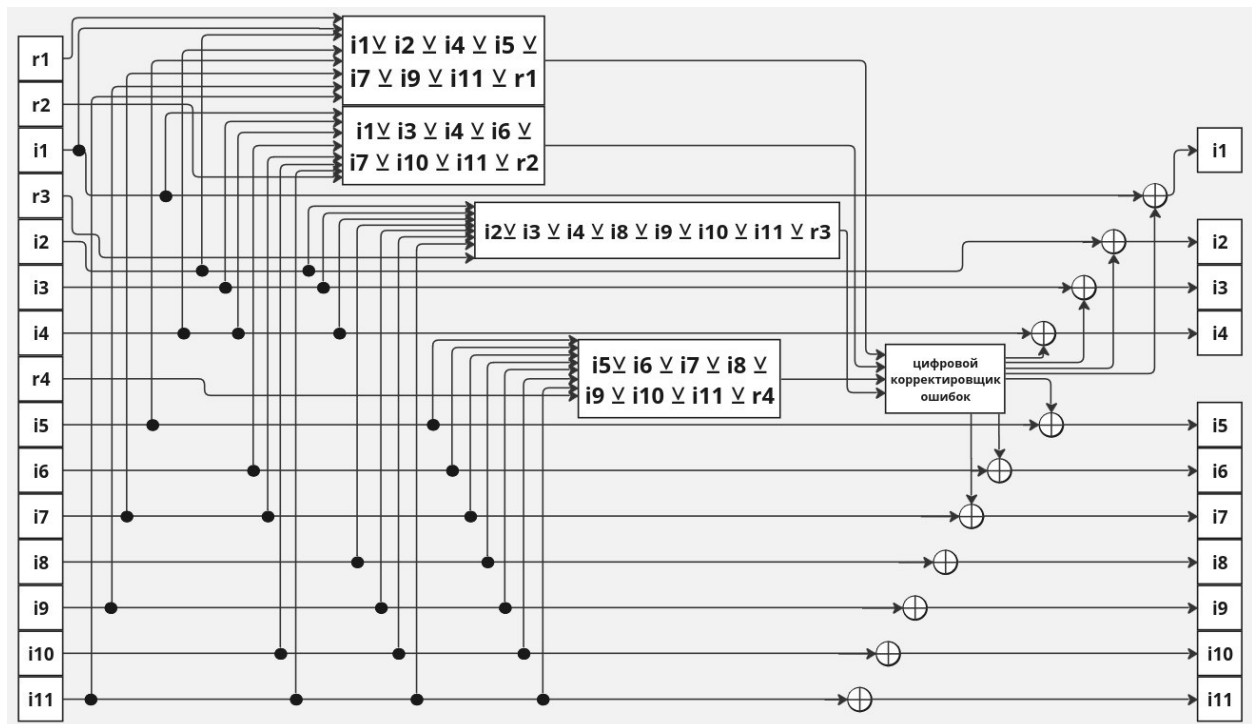 r1
r2
i1
r3
i2
i3
i4
r4
i5
i6
i7
i8
i9
i10
i11
i1⊻ i2 ⊻ i4 ⊻ i5 ⊻
i7 ⊻ i9 ⊻ i11 ⊻ r1
i1⊻ i3 ⊻ i4 ⊻ i6 ⊻
i7 ⊻ i10 ⊻ i11 ⊻ r2
i2⊻ i3 ⊻ i4 ⊻ i8 ⊻ i9 ⊻ i10 ⊻ i11 ⊻ r3
i5⊻ i6 ⊻ i7 ⊻ i8 ⊻
i9 ⊻ i10 ⊻ i11 ⊻ r4
цифровой
корректировщик
ошибок
i1
i2
i3
i4
i5
i6
i7
i8
i9
i10
i11